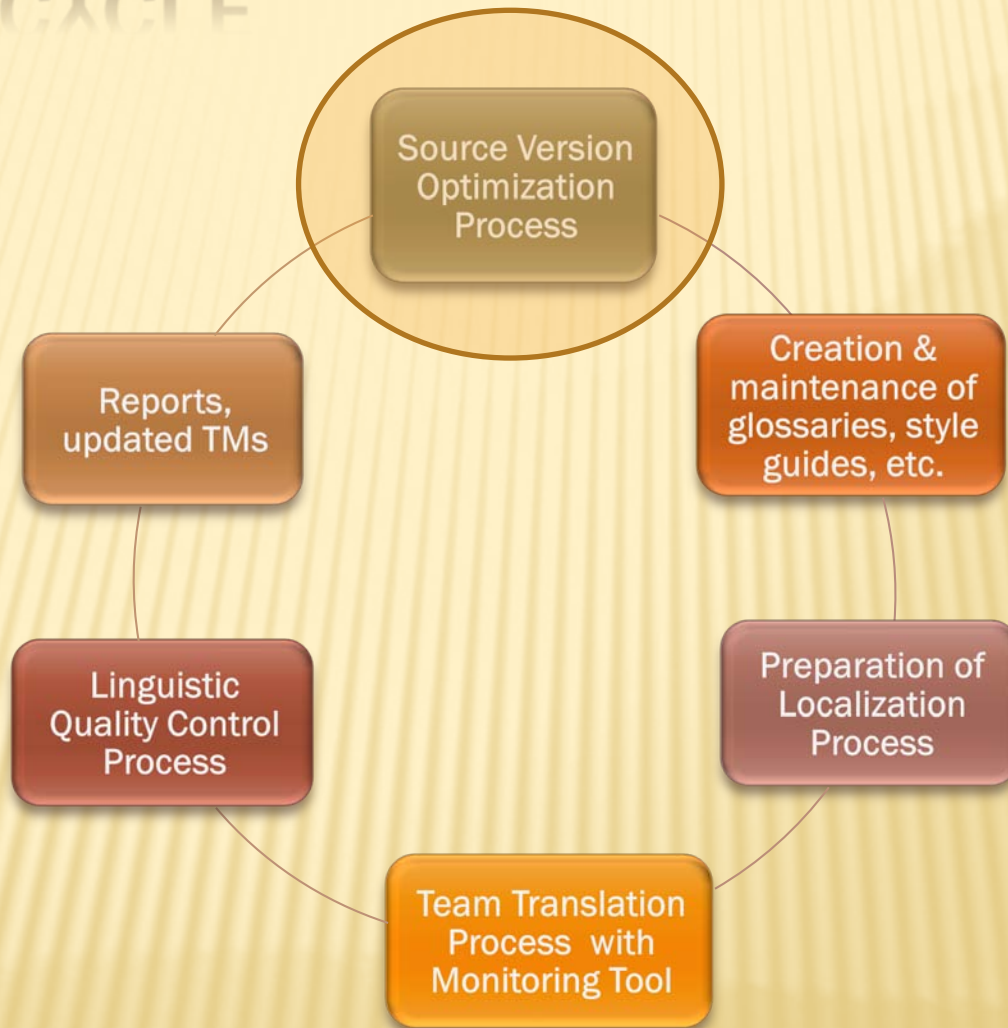 Source Version
Optimization
Process
Creation &
maintenance of
glossaries, style
guides, etc.
Preparation of
Localization
Process
Team Translation
Process with
Monitoring Tool
Linguistic
Quality Control
Process
Reports,
updated TMs